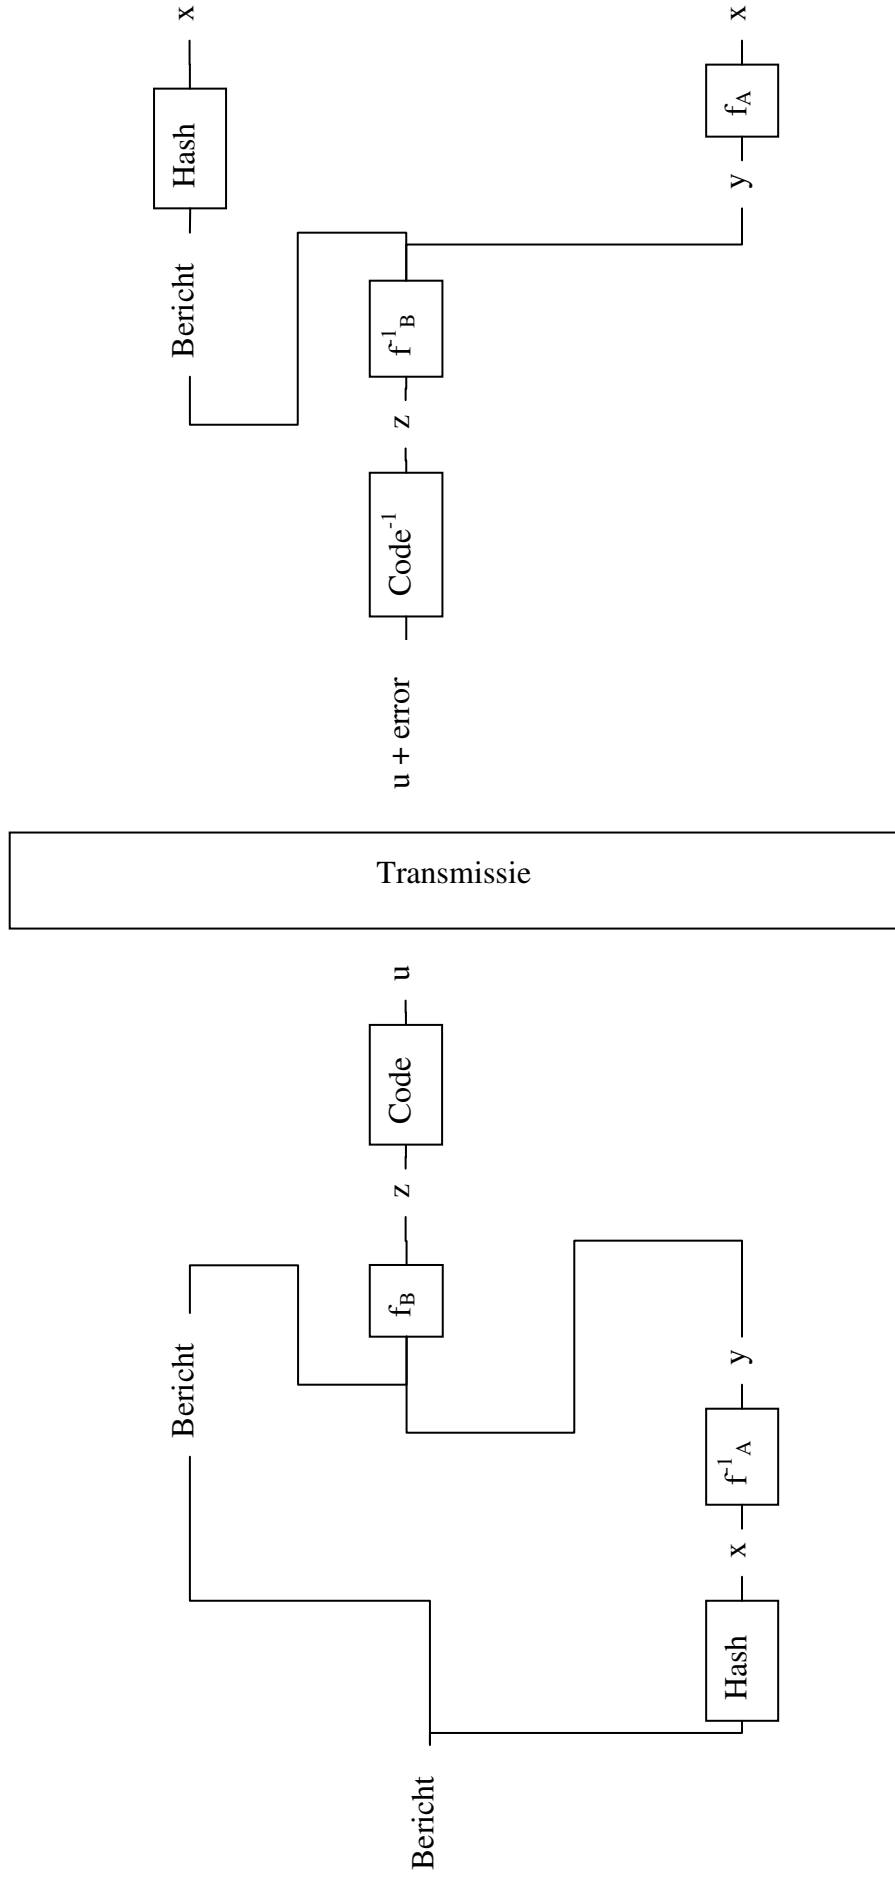 Bericht
Hash
x
f⁻¹A
y
Bericht
fB
z
Code
u
Transmissie
u + error
Code⁻¹
z
f⁻¹B
Bericht
Hash
x
y
fA
x